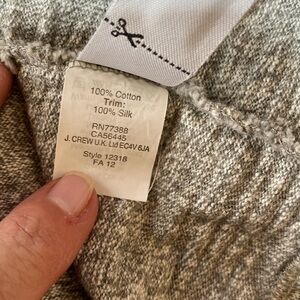 100% Cotton
Trim:
100% Silk
RN77388
CA56445
J. CREW U.K. Ltd EC4V 6JA
Style 12318
FA 12